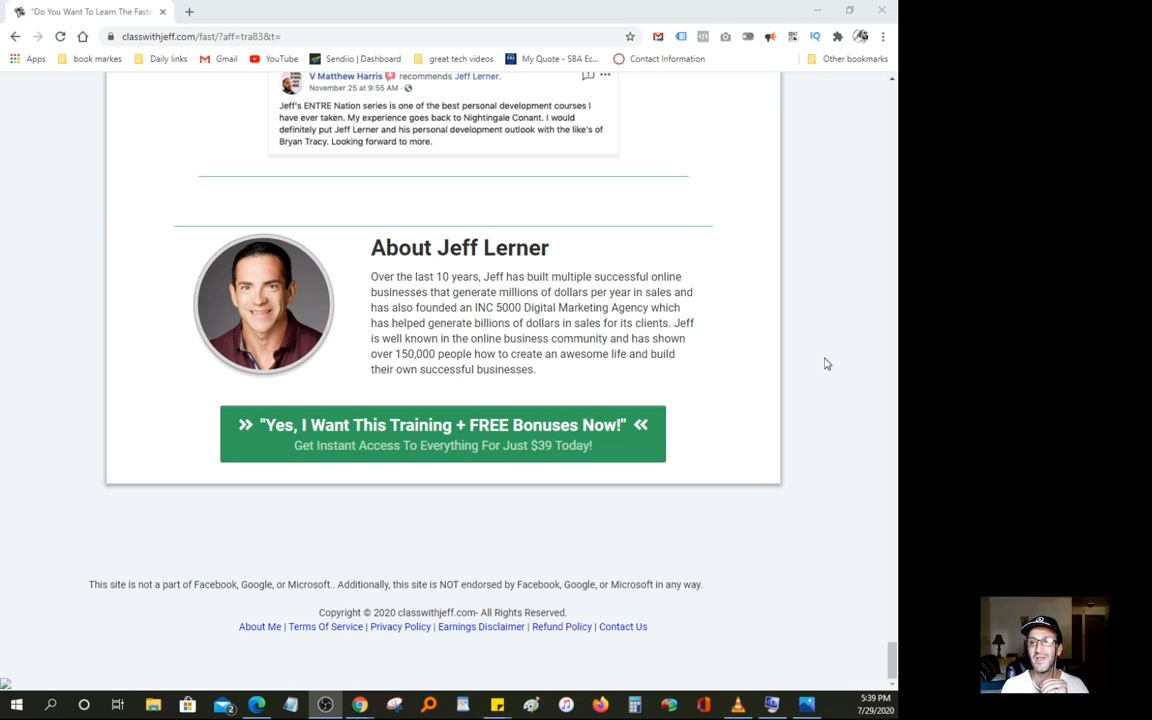 "Do You Want To Learn The Faste
classwithjeff.com/fast/?aff=tra83&t=
Apps
book markes
Daily links
Gmail
YouTube
Sendiio | Dashboard
great tech videos
My Quote - SBA Ec...
Contact Information
Other bookmarks
V Matthew Harris recommends Jeff Lerner.
November 25 at 9:55 AM ·
Jeff's ENTRE Nation series is one of the best personal development courses I
have ever taken. My experience goes back to Nightingale Conant. I would
definitely put Jeff Lerner and his personal development outlook with the like's of
Bryan Tracy. Looking forward to more.
About Jeff Lerner
Over the last 10 years, Jeff has built multiple successful online
businesses that generate millions of dollars per year in sales and
has also founded an INC 5000 Digital Marketing Agency which
has helped generate billions of dollars in sales for its clients. Jeff
is well known in the online business community and has shown
over 150,000 people how to create an awesome life and build
their own successful businesses.
"Yes, I Want This Training + FREE Bonuses Now!"
Get Instant Access To Everything For Just $39 Today!
This site is not a part of Facebook, Google, or Microsoft.. Additionally, this site is NOT endorsed by Facebook, Google, or Microsoft in any way.
Copyright © 2020 classwithjeff.com- All Rights Reserved.
About Me | Terms Of Service | Privacy Policy | Earnings Disclaimer | Refund Policy | Contact Us
5:39 PM
7/29/2020